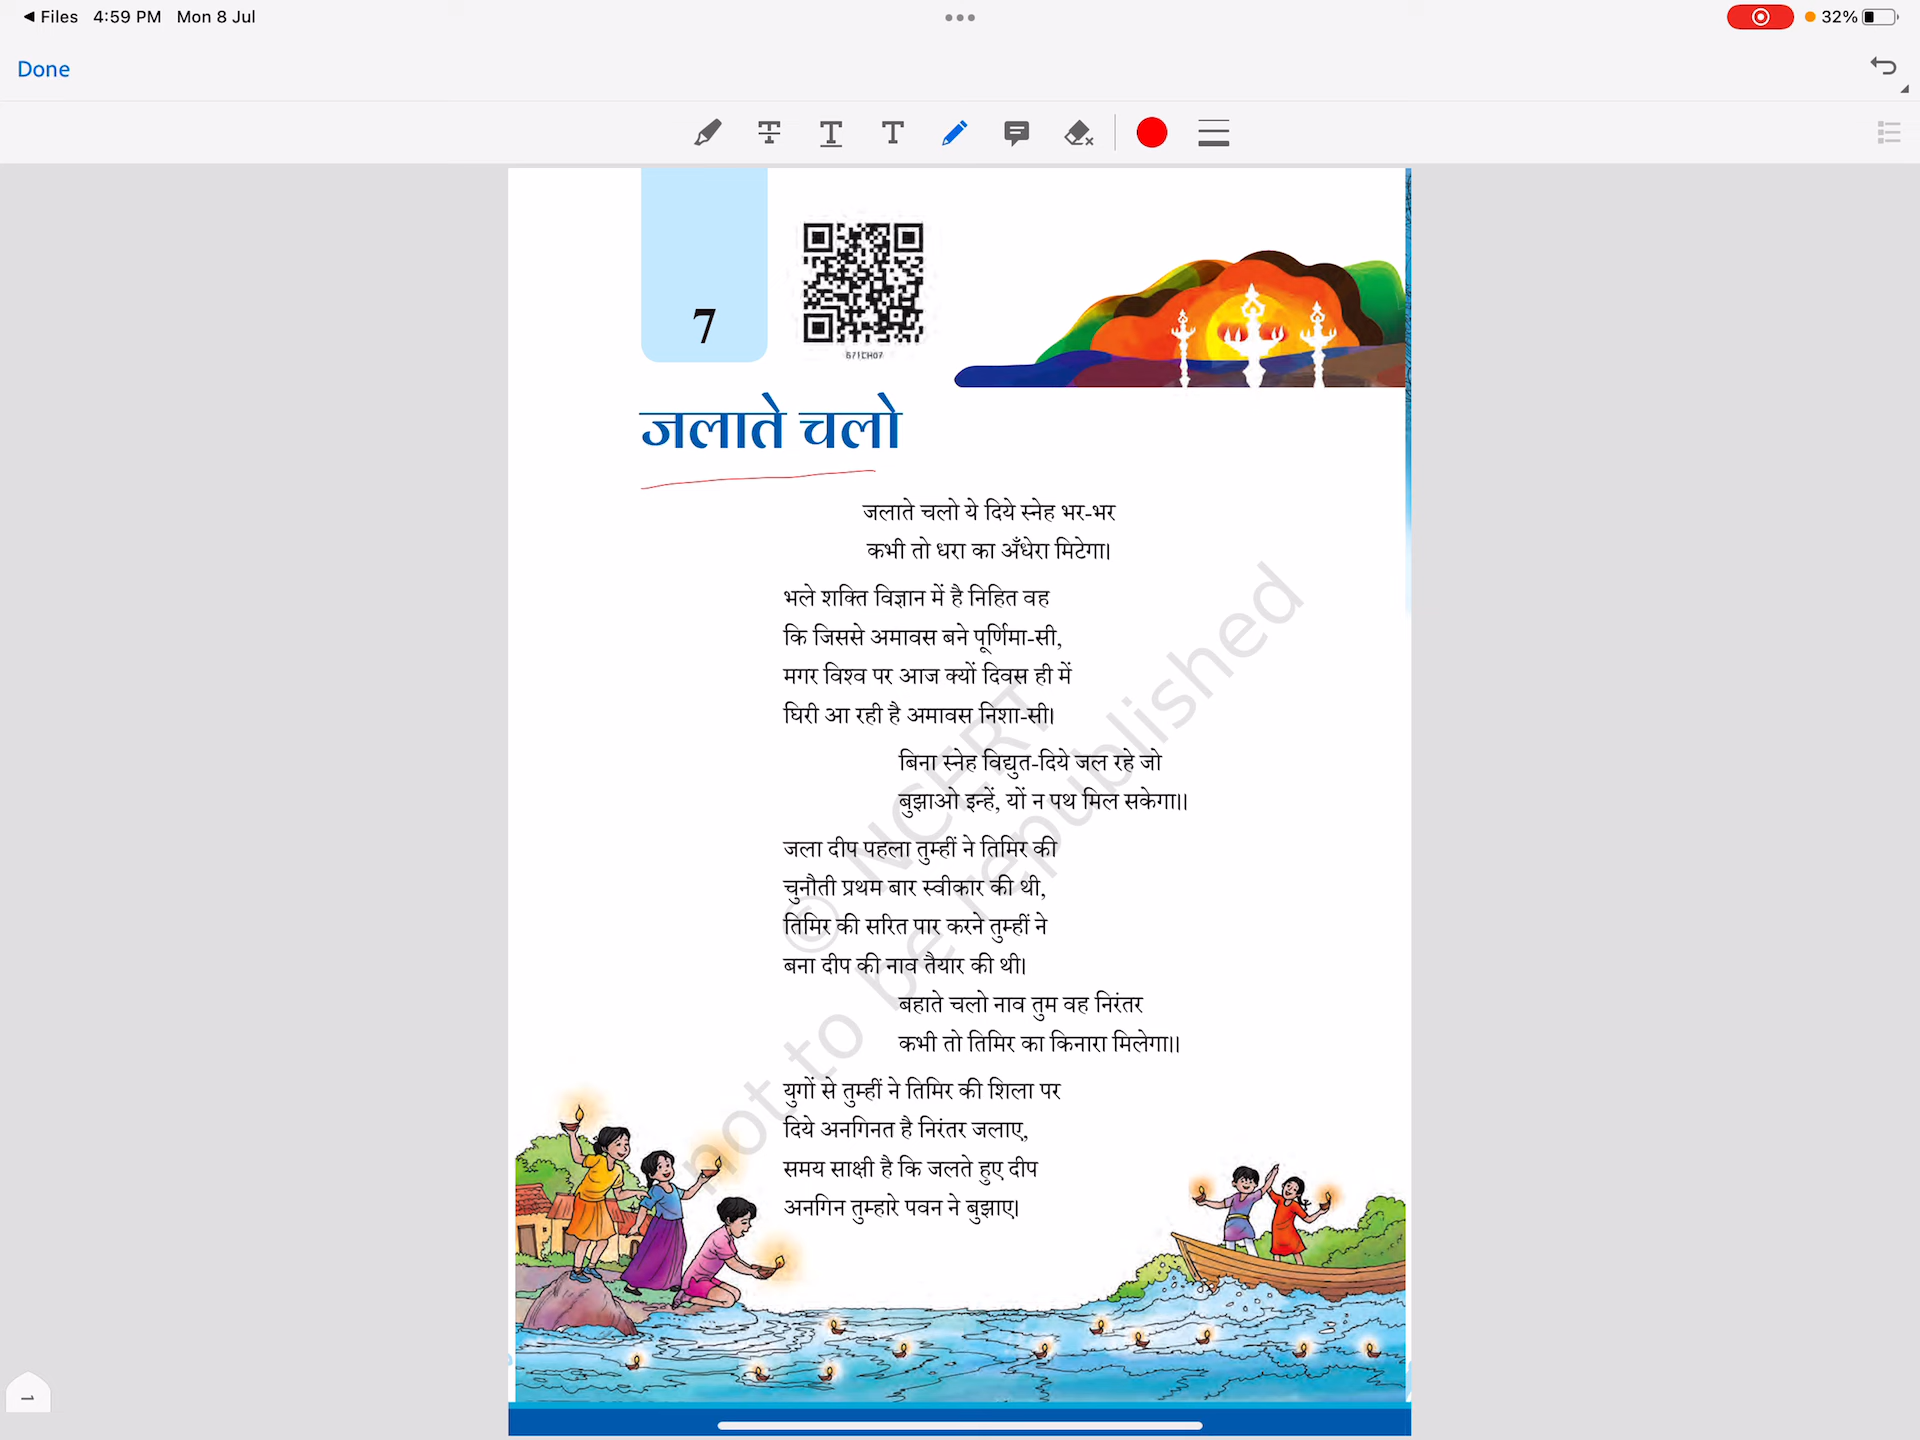 Files 4:59 PM Mon 8 Jul
32%
Done
7
671CH07
जलाते चलो
जलाते चलो ये दिये स्नेह भर-भर
कभी तो धरा का अँधेरा मिटेगा।
भले शक्ति विज्ञान में है निहित वह
कि जिससे अमावस बने पूर्णिमा-सी,
मगर विश्व पर आज क्यों दिवस ही में
घिरी आ रही है अमावस निशा-सी।
बिना स्नेह विद्युत-दिये जल रहे जो
बुझाओ इन्हें, यों न पथ मिल सकेगा।।
जला दीप पहला तुम्हीं ने तिमिर की
चुनौती प्रथम बार स्वीकार की थी,
तिमिर की सरित पार करने तुम्हीं ने
बना दीप की नाव तैयार की थी।
बहाते चलो नाव तुम वह निरंतर
कभी तो तिमिर का किनारा मिलेगा।।
युगों से तुम्हीं ने तिमिर की शिला पर
दिये अनगिनत है निरंतर जलाए,
समय साक्षी है कि जलते हुए दीप
अनगिन तुम्हारे पवन ने बुझाए।
© NCERT
not to be republished
1